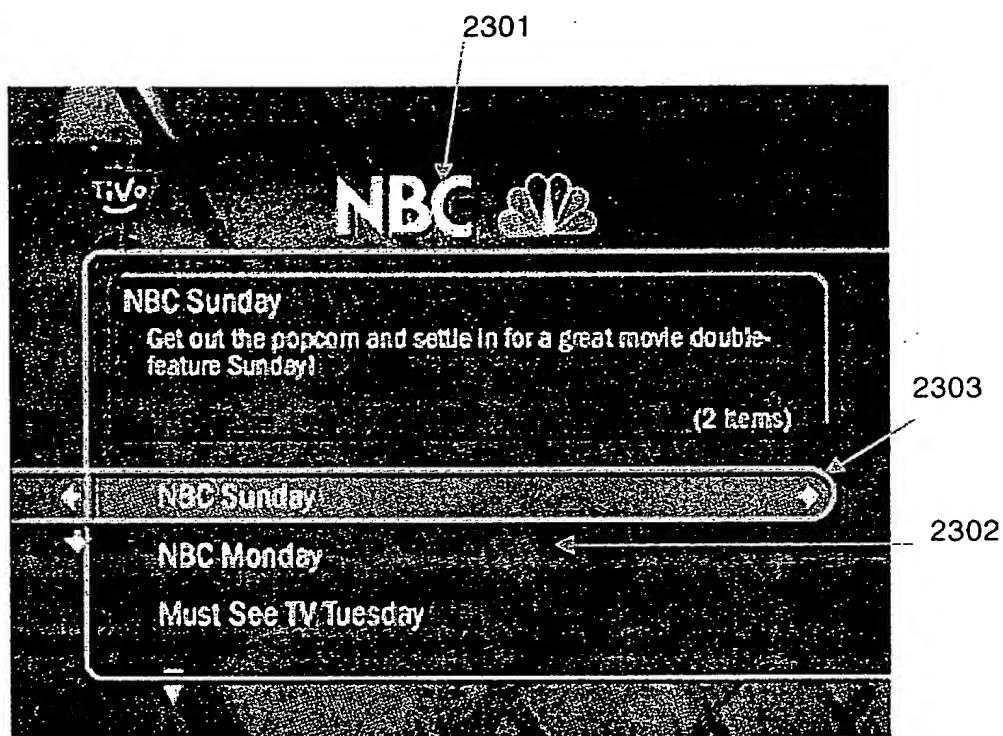 2301
TiVo
NBC
NBC Sunday
Get out the popcorn and settle in for a great movie double-
feature Sunday!
(2 items)
2303
NBC Sunday
2302
NBC Monday
Must See TV Tuesday